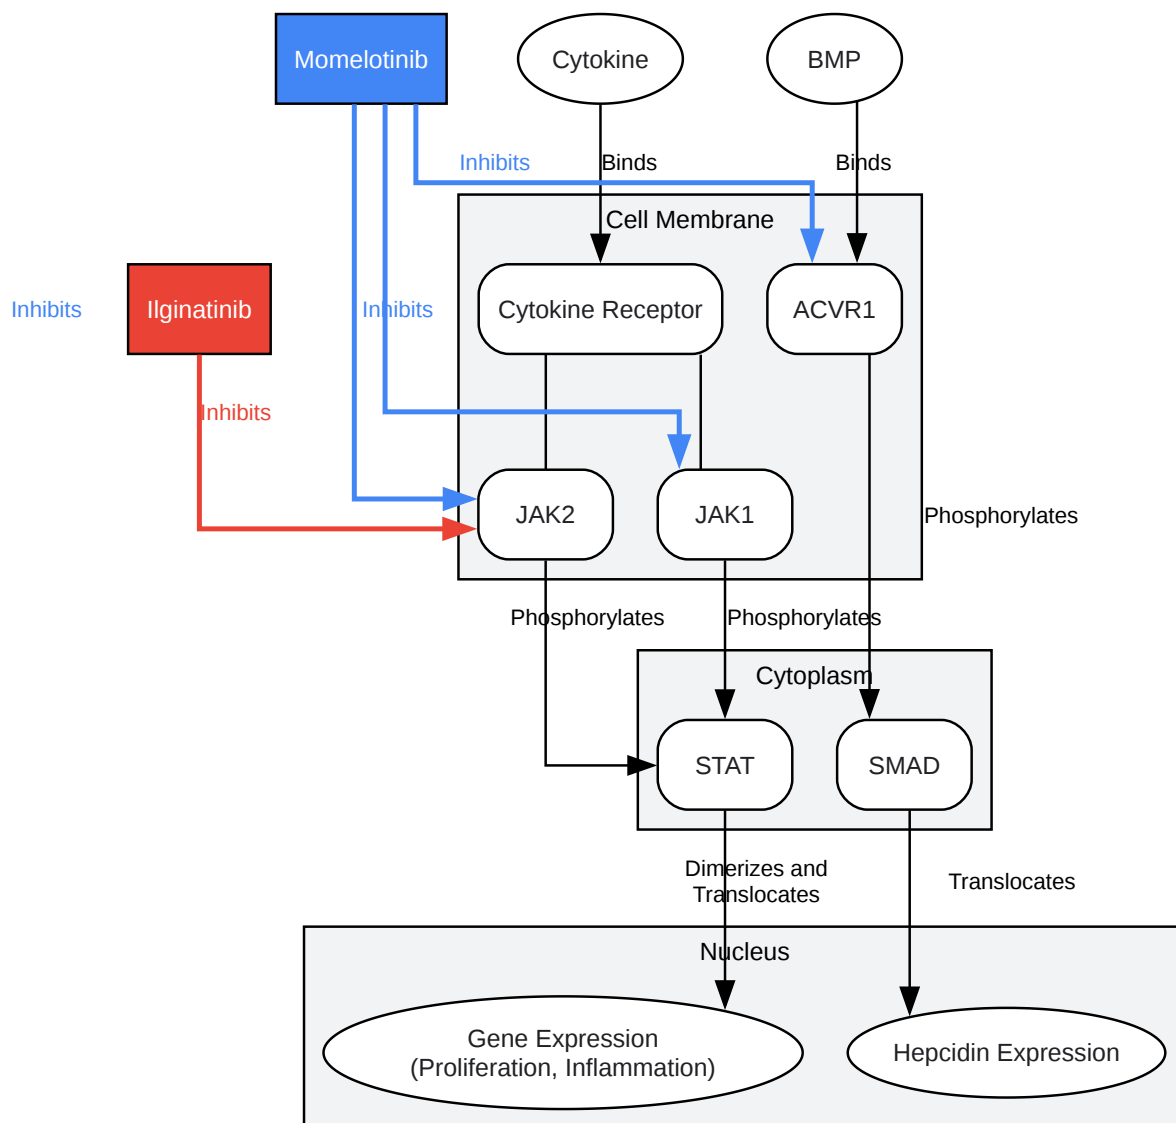 Momelotinib
Cytokine
BMP
Inhibits
Binds
Binds
Cell Membrane
Inhibits
Ilginatinib
Inhibits
Cytokine Receptor
ACVR1
Inhibits
JAK2
JAK1
Phosphorylates
Phosphorylates
Phosphorylates
Cytoplasm
STAT
SMAD
Dimerizes and
Translocates
Translocates
Nucleus
Gene Expression
(Proliferation, Inflammation)
Hepcidin Expression